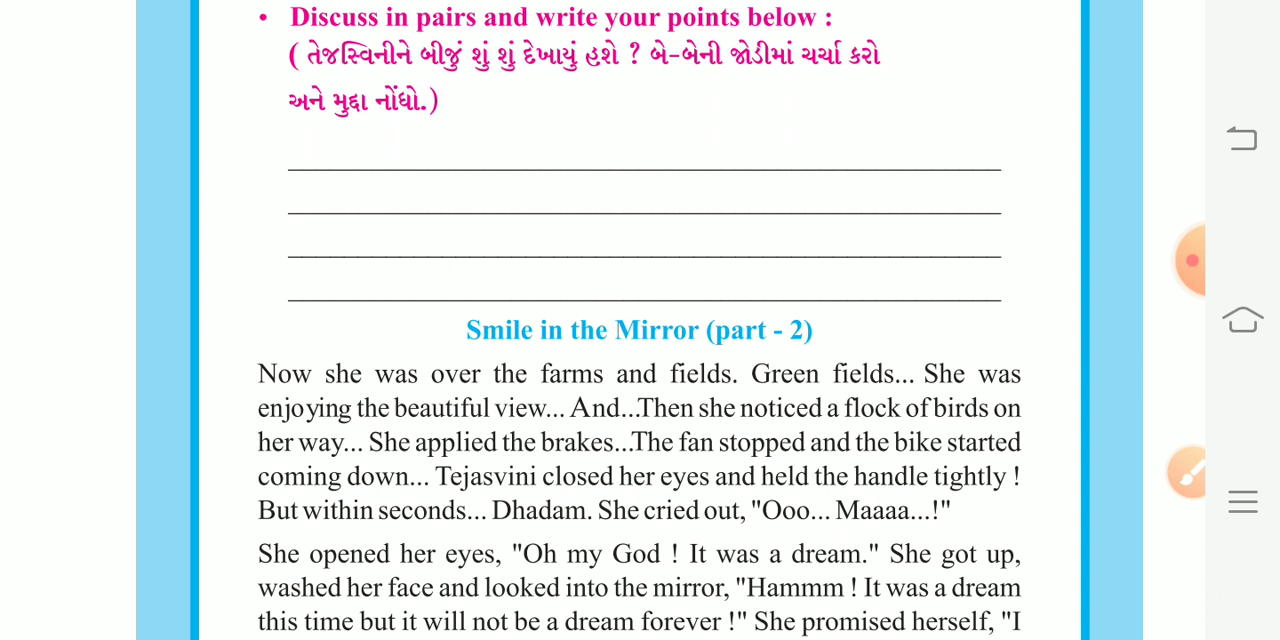 • Discuss in pairs and write your points below :
( તેજસ્વિનીને બીજું શું શું દેખાયું હશે ? બે-બેની જોડીમાં ચર્ચા કરો
અને મુદ્દા નોંધો.)
Smile in the Mirror (part - 2)
Now she was over the farms and fields. Green fields... She was
enjoying the beautiful view... And...Then she noticed a flock of birds on
her way... She applied the brakes...The fan stopped and the bike started
coming down... Tejasvini closed her eyes and held the handle tightly !
But within seconds... Dhadam. She cried out, "Ooo... Maaaa...!"
She opened her eyes, "Oh my God ! It was a dream." She got up,
washed her face and looked into the mirror, "Hammm ! It was a dream
this time but it will not be a dream forever !" She promised herself, "I